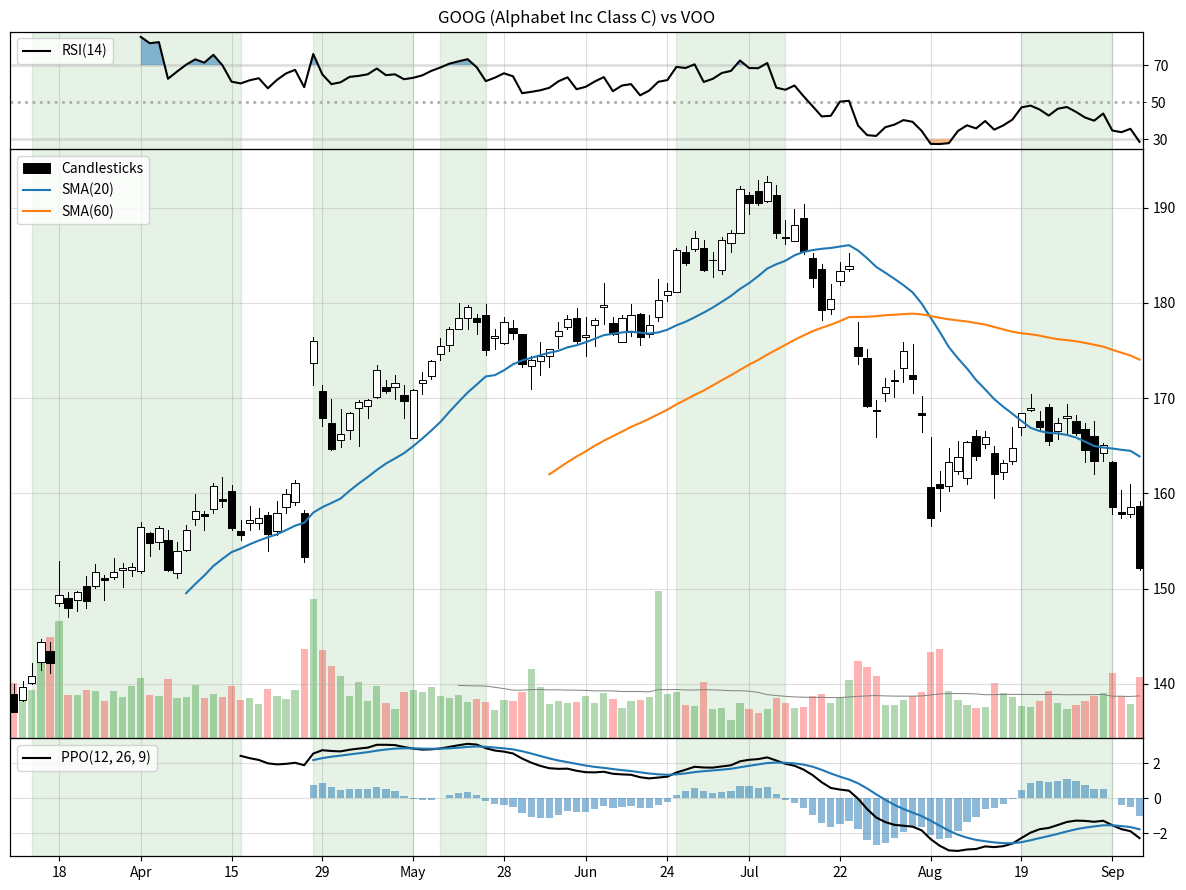 GOOG (Alphabet Inc Class C) vs VOO
RSI(14)
70
50
30
Candlesticks
SMA(20)
SMA(60)
190
180
170
160
150
140
PPO(12, 26, 9)
2
0
−2
18 Apr 15 29 May 28 Jun 24 Jul 22 Aug 19 Sep